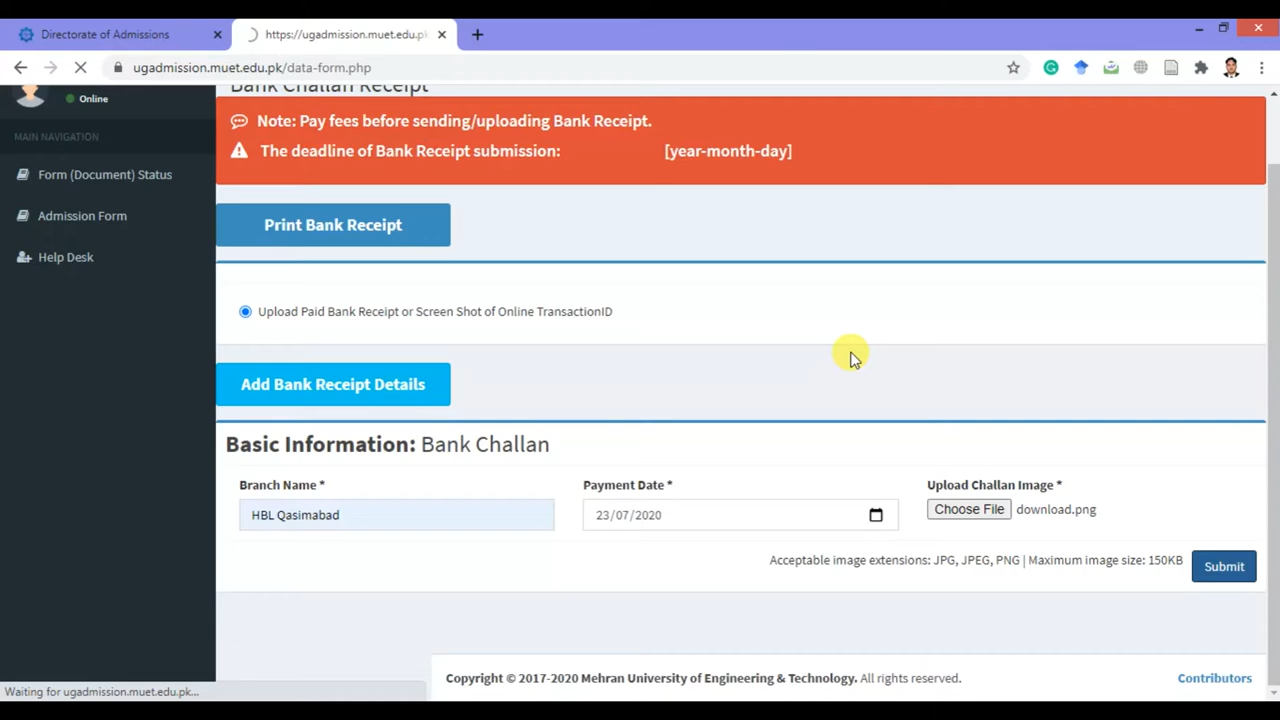 Directorate of Admissions
https://ugadmission.muet.edu.pk
ugadmission.muet.edu.pk/data-form.php
Online
MAIN NAVIGATION
Form (Document) Status
Admission Form
Help Desk
Bank Challan Receipt
Note: Pay fees before sending/uploading Bank Receipt.
The deadline of Bank Receipt submission: [year-month-day]
Print Bank Receipt
Upload Paid Bank Receipt or Screen Shot of Online TransactionID
Add Bank Receipt Details
Basic Information: Bank Challan
Branch Name * Payment Date * Upload Challan Image *
HBL Qasimabad 23/07/2020 Choose File download.png
Acceptable image extensions: JPG, JPEG, PNG | Maximum image size: 150KB Submit
Copyright © 2017-2020 Mehran University of Engineering & Technology. All rights reserved. Contributors
Waiting for ugadmission.muet.edu.pk...